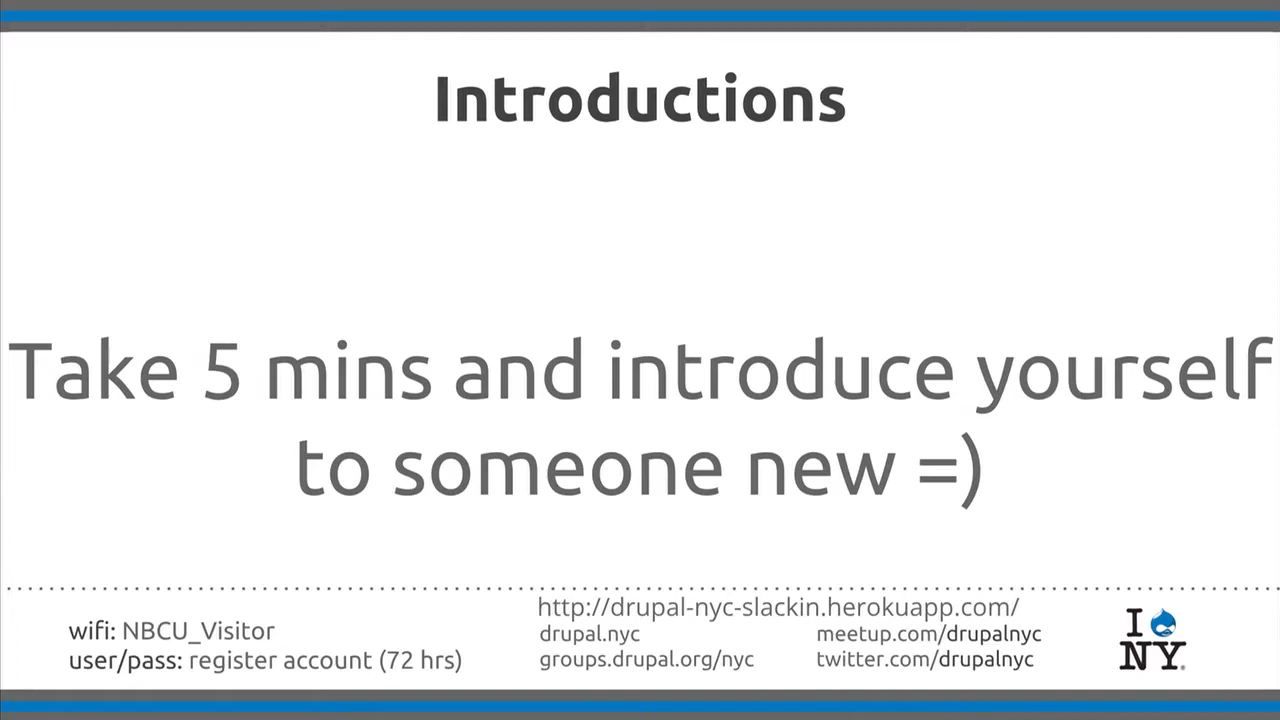 Introductions
Take 5 mins and introduce yourself
to someone new =)
wifi: NBCU_Visitor
user/pass: register account (72 hrs)
http://drupal-nyc-slackin.herokuapp.com/
drupal.nyc
groups.drupal.org/nyc
meetup.com/drupalnyc
twitter.com/drupalnyc
I
NY®